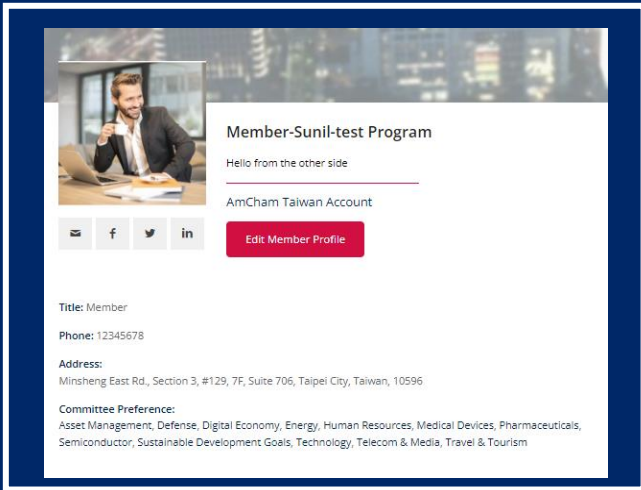 Member-Sunil-test Program
Hello from the other side
AmCham Taiwan Account
f in
Edit Member Profile
Title: Member
Phone: 12345678
Address:
Minsheng East Rd., Section 3, #129, 7F, Suite 706, Taipei City, Taiwan, 10596
Committee Preference:
Asset Management, Defense, Digital Economy, Energy, Human Resources, Medical Devices, Pharmaceuticals,
Semiconductor, Sustainable Development Goals, Technology, Telecom & Media, Travel & Tourism